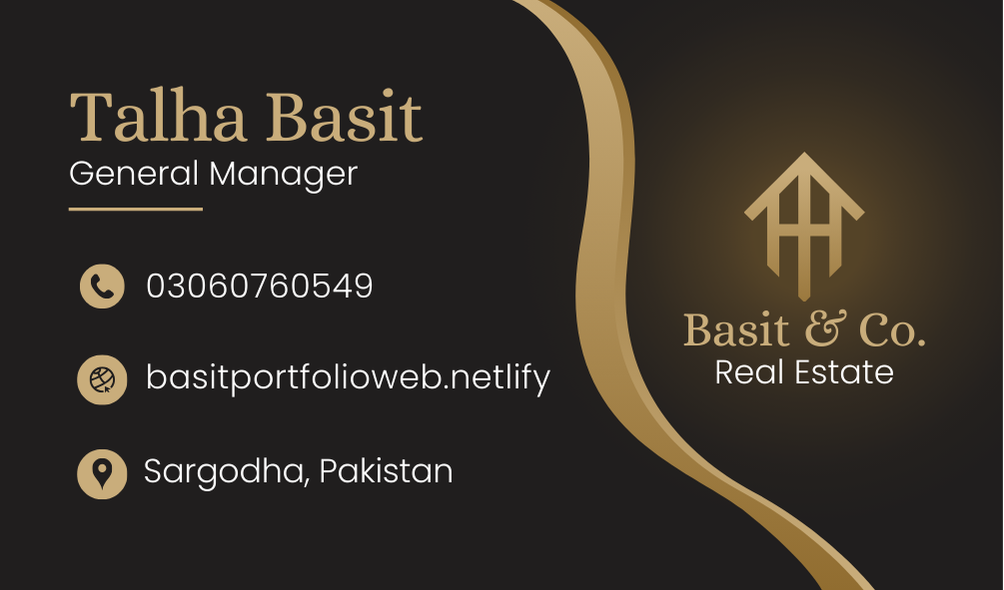 Talha Basit
General Manager
03060760549
basitportfolioweb.netlify
Sargodha, Pakistan
Basit & Co.
Real Estate